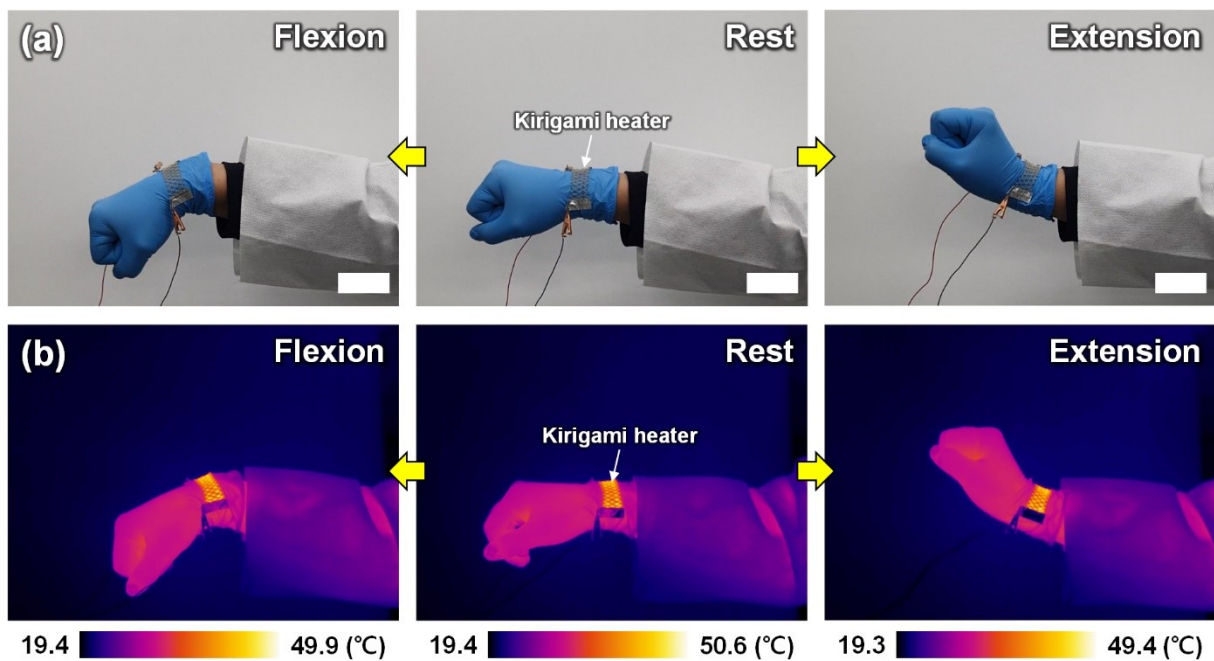 (a)
Flexion
Rest
Extension
Kirigami heater
(b)
Flexion
Rest
Extension
Kirigami heater
19.4 49.9 (°C)
19.4 50.6 (°C)
19.3 49.4 (°C)